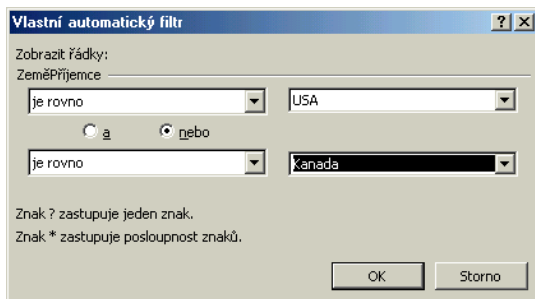 Vlastní automatický filtr
Zobrazit řádky:
ZeměPříjemce
je rovno USA
a nebo
je rovno Kanada
Znak ? zastupuje jeden znak.
Znak * zastupuje posloupnost znaků.
OK Storno